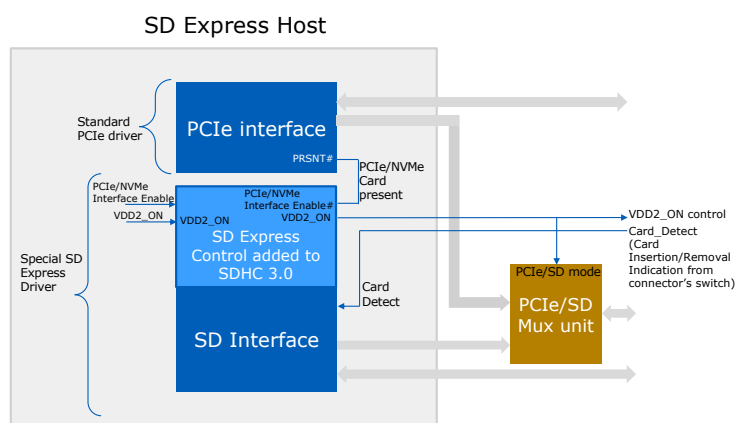 SD Express Host
Standard
PCIe driver
PCIe interface
PRSNT#
PCIe/NVMe
Card
present
PCIe/NVMe
Interface Enable
VDD2_ON
PCIe/NVMe
Interface Enable#
VDD2_ON
VDD2_ON
SD Express
Control added to
SDHC 3.0
VDD2_ON control
Card_Detect
(Card
Insertion/Removal
Indication from
connector's switch)
Special SD
Express
Driver
Card
Detect
PCIe/SD mode
PCIe/SD
Mux unit
SD Interface